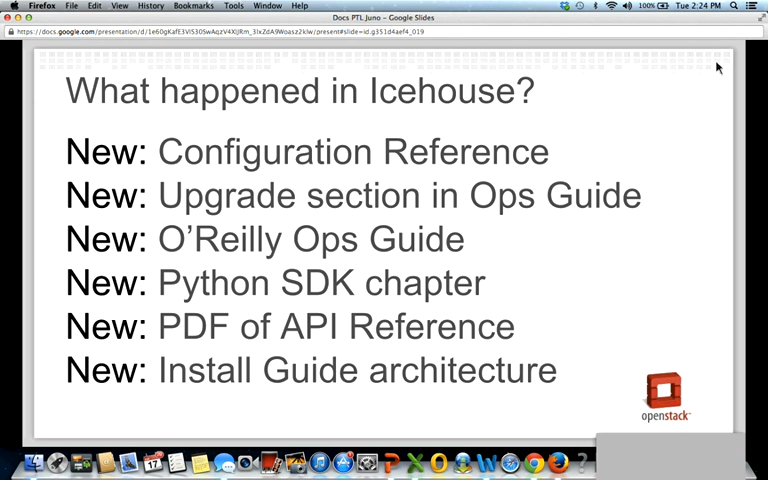 Firefox File Edit View History Bookmarks Tools Window Help 100% Tue 2:24 PM
Docs PTL Juno – Google Slides
What happened in Icehouse?
New: Configuration Reference
New: Upgrade section in Ops Guide
New: O’Reilly Ops Guide
New: Python SDK chapter
New: PDF of API Reference
New: Install Guide architecture
openstack™
17